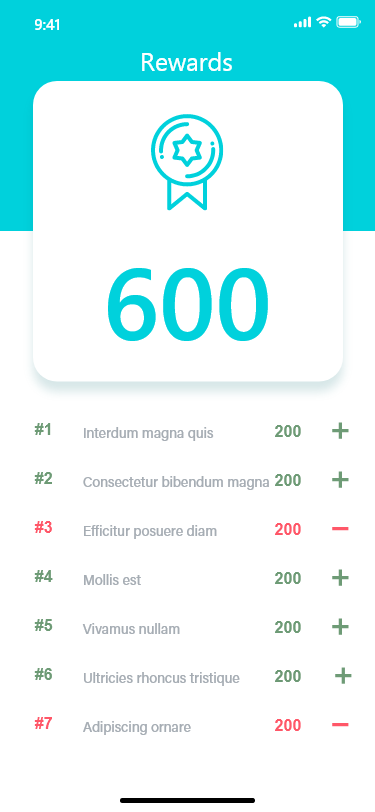 9:41
Rewards
600
#1 Interdum magna quis 200 +
#2 Consectetur bibendum magna 200 +
#3 Efficitur posuere diam 200 −
#4 Mollis est 200 +
#5 Vivamus nullam 200 +
#6 Ultricies rhoncus tristique 200 +
#7 Adipiscing ornare 200 −